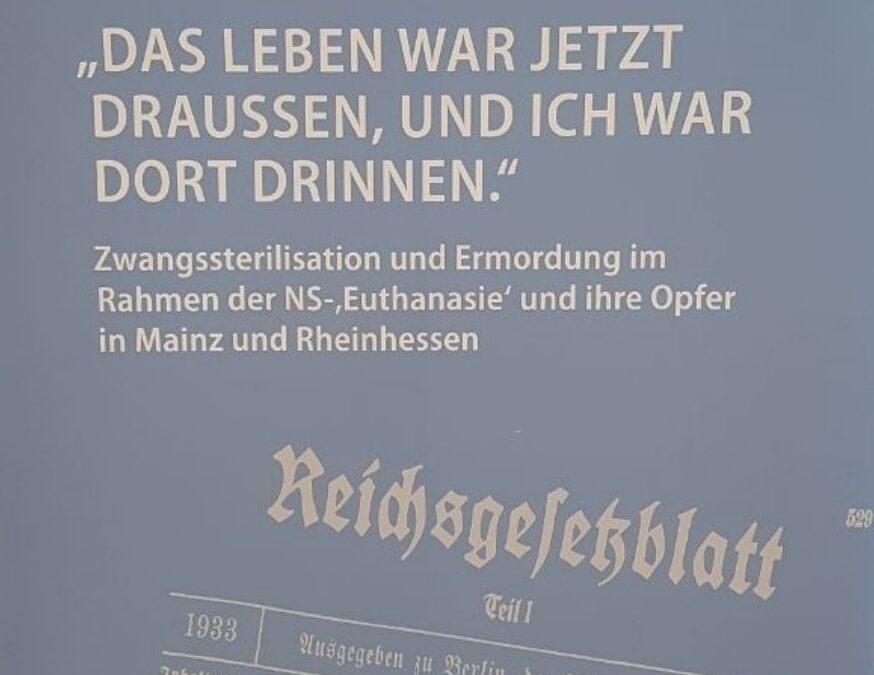 „DAS LEBEN WAR JETZT
DRAUSSEN, UND ICH WAR
DORT DRINNEN.“
Zwangssterilisation und Ermordung im
Rahmen der NS-‚Euthanasie‘ und ihre Opfer
in Mainz und Rheinhessen
Reichsgesetzblatt
529
Teil I
1933
Ausgegeben zu Berlin, den